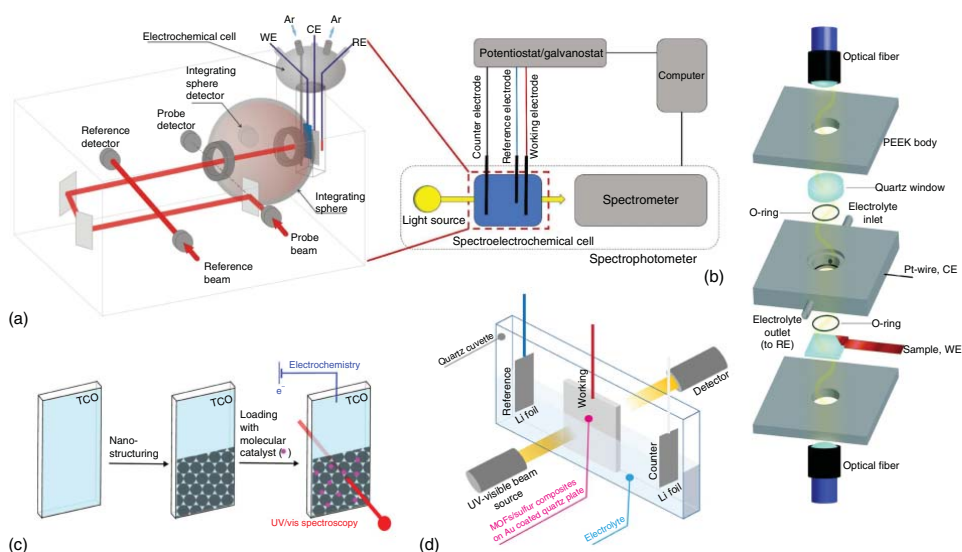 Ar
Ar
WE
CE
RE
Electrochemical cell
Integrating
sphere
detector
Probe
detector
Reference
detector
Integrating
sphere
Probe
beam
Reference
beam
(a)
Potentiostat/galvanostat
Computer
Counter electrode
Reference electrode
Working electrode
Light source
Spectrometer
Spectroelectrochemical cell
Spectrophotometer
(b)
Optical fiber
PEEK body
Quartz window
O-ring
Electrolyte
inlet
Pt-wire, CE
Electrolyte
outlet
(to RE)
O-ring
Sample, WE
Optical fiber
TCO
Nano-
structuring
TCO
Loading
with
molecular
catalyst ( )
Electrochemistry
e⁻
TCO
UV/vis spectroscopy
(c)
Quartz cuvette
Reference
Li foil
Working
Detector
Counter
Li foil
UV-visible beam
source
MOFs/sulfur composites
on Au coated quartz plate
Electrolyte
(d)